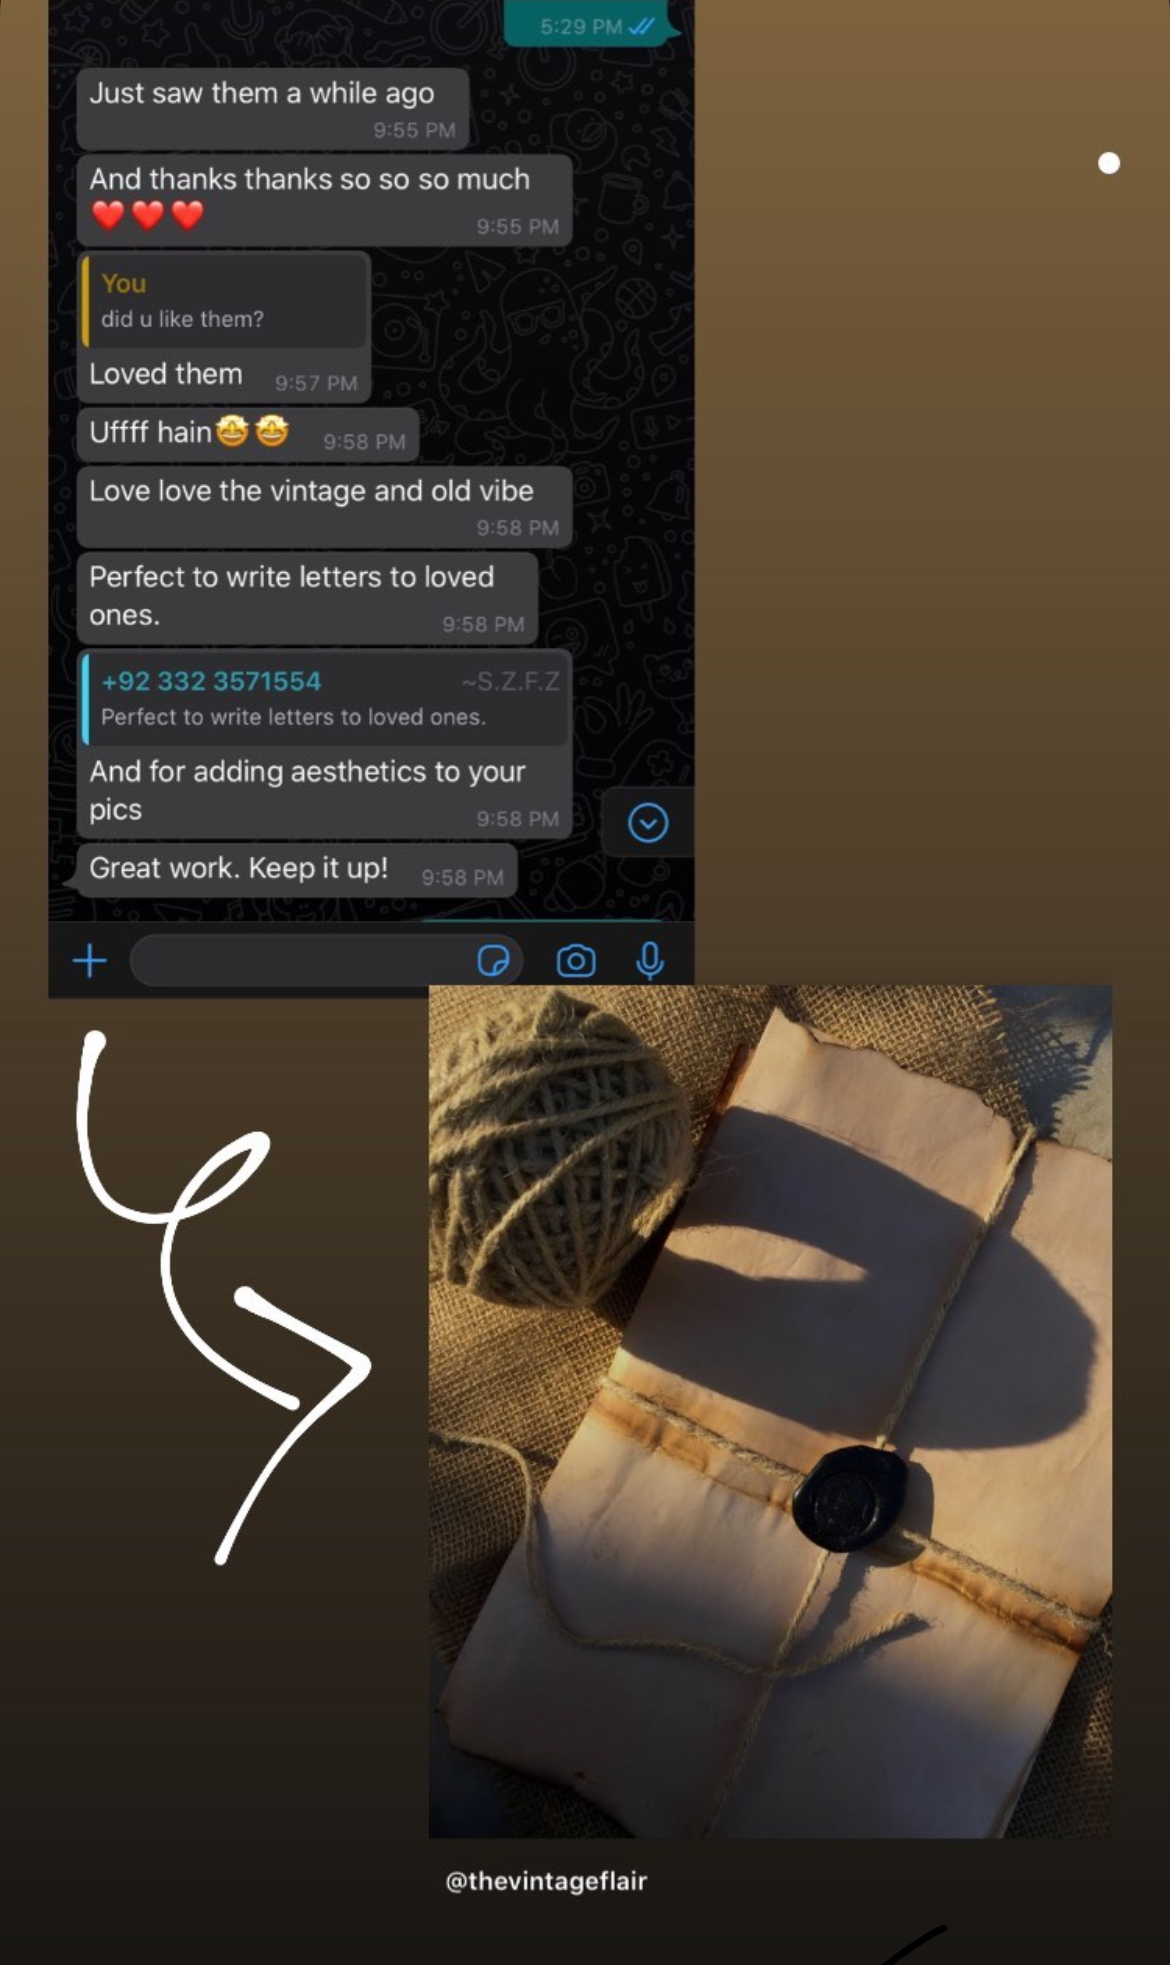 5:29 PM
Just saw them a while ago
9:55 PM
And thanks thanks so so so much
❤️❤️❤️ 9:55 PM
You
did u like them?
Loved them 9:57 PM
Uffff hain🤩🤩 9:58 PM
Love love the vintage and old vibe
9:58 PM
Perfect to write letters to loved
ones. 9:58 PM
+92 332 3571554 ~S.Z.F.Z
Perfect to write letters to loved ones.
And for adding aesthetics to your
pics 9:58 PM
Great work. Keep it up! 9:58 PM
@thevintageflair